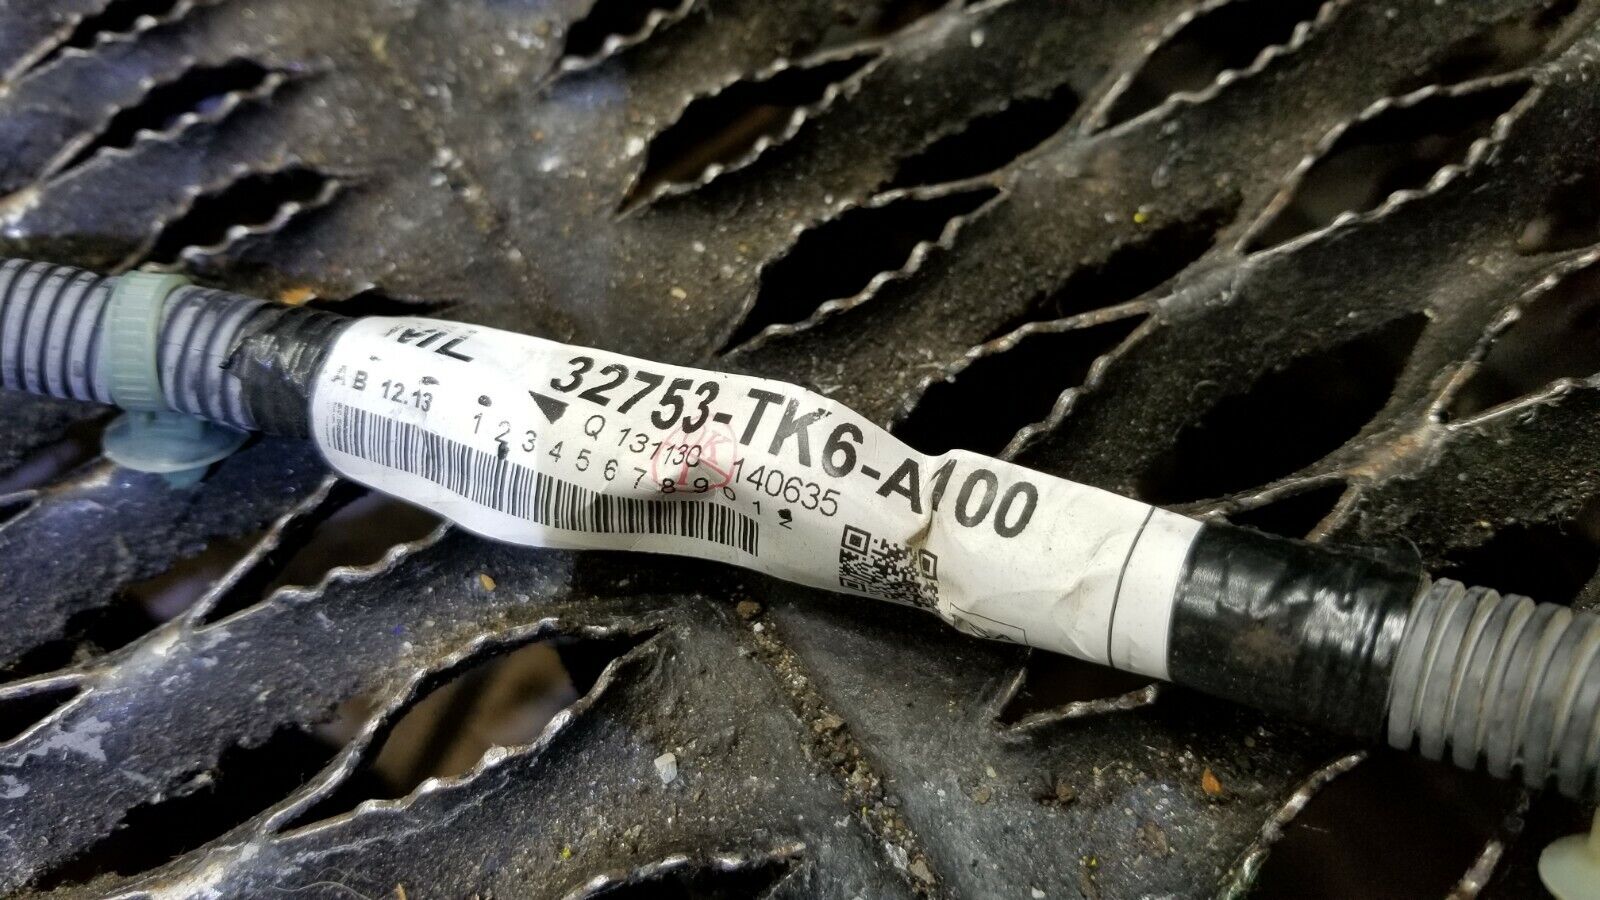 32753-TK6-A100
AB 12.13
Q 131130 140635
1 2 3 4 5 6 7 8 9 0 1 2